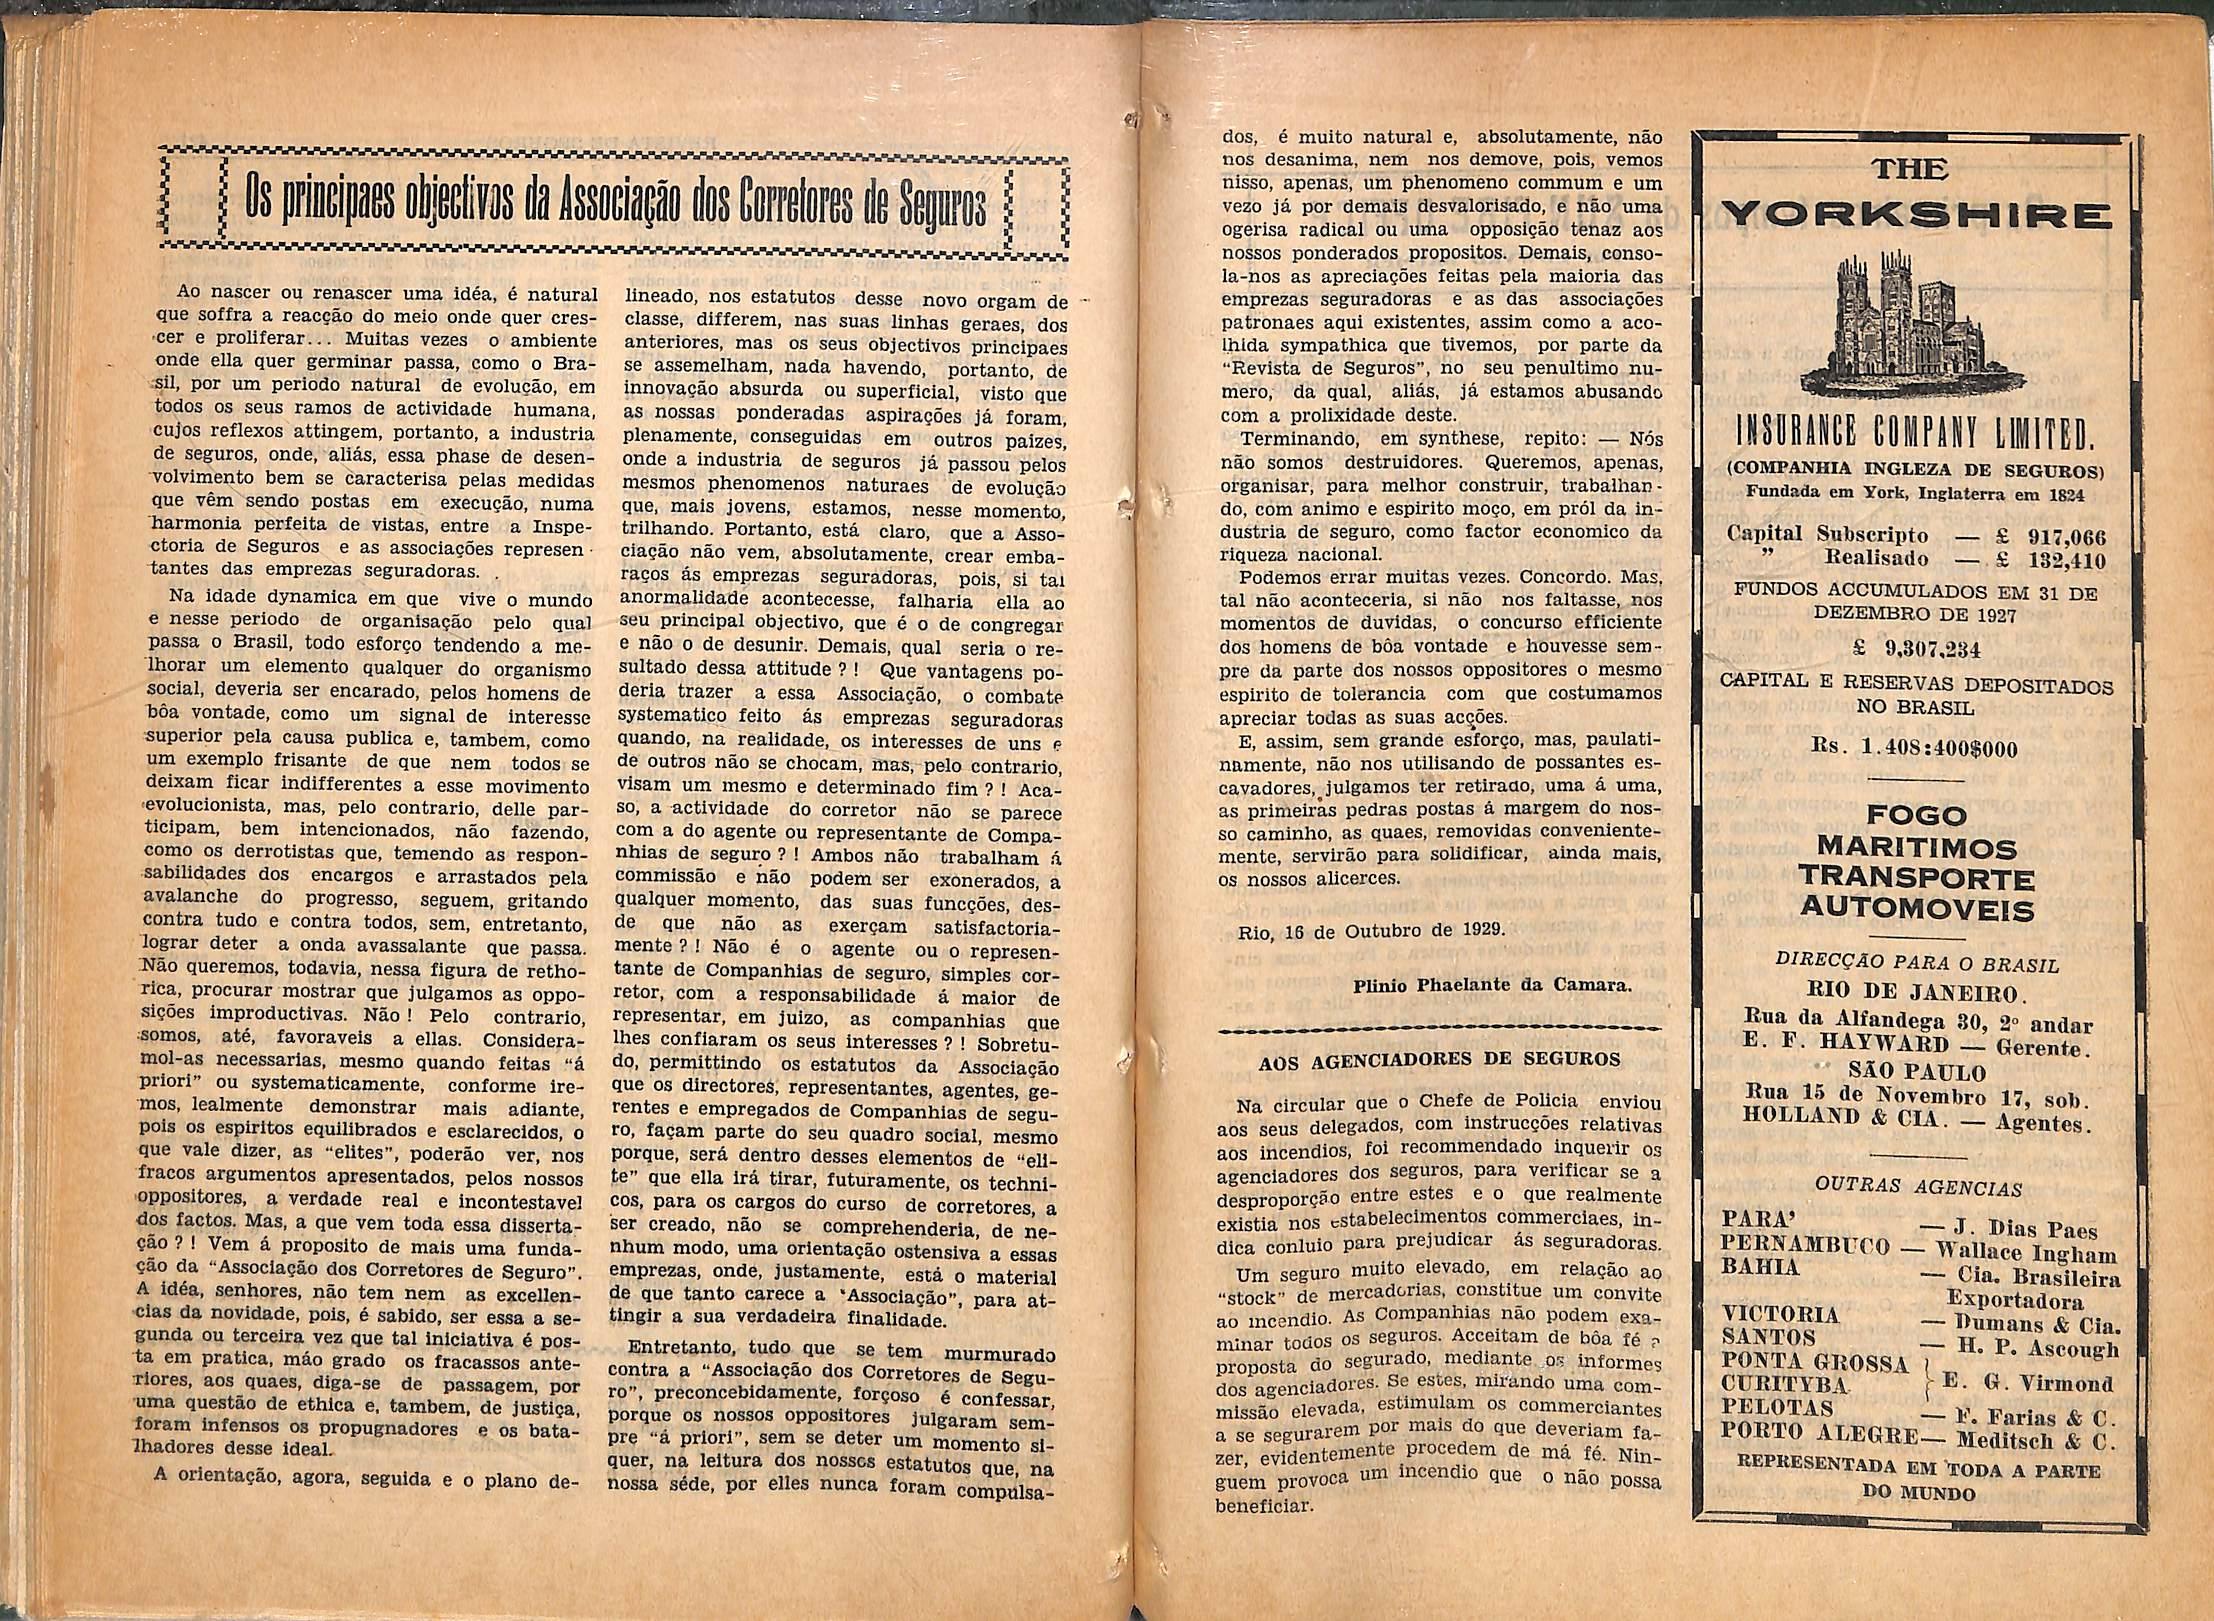 Os principaes objectivos da Associação dos Corretores de Seguros
Ao nascer ou renascer uma idéa, é natural
que soffra a reacção do meio onde quer cres-
cer e proliferar... Muitas vezes o ambiente
onde ella quer germinar passa, como o Bra-
sil, por um periodo natural de evolução, em
todos os seus ramos de actividade humana,
cujos reflexos attingem, portanto, a industria
de seguros, onde, aliás, essa phase de desen-
volvimento bem se caracterisa pelas medidas
que vêm sendo postas em execução, numa
harmonia perfeita de vistas, entre a Inspe-
ctoria de Seguros e as associações represen-
tantes das emprezas seguradoras.
Na idade dynamica em que vive o mundo
e nesse periodo de organisação pelo qual
passa o Brasil, todo esforço tendendo a me-
lhorar um elemento qualquer do organismo
social, deveria ser encarado, pelos homens de
bôa vontade, como um signal de interesse
superior pela causa publica e, tambem, como
um exemplo frisante de que nem todos se
deixam ficar indifferentes a esse movimento
evolucionista, mas, pelo contrario, delle par-
ticipam, bem intencionados, não fazendo,
como os derrotistas que, temendo as respon-
sabilidades dos encargos e arrastados pela
avalanche do progresso, seguem, gritando
contra tudo e contra todos, sem, entretanto,
lograr deter a onda avassalante que passa.
Não queremos, todavia, nessa figura de retho-
rica, procurar mostrar que julgamos as oppo-
sições improductivas. Não! Pelo contrario,
somos, até, favoraveis a ellas. Considera-
mol-as necessarias, mesmo quando feitas "á
priori" ou systematicamente, conforme ire-
mos, lealmente demonstrar mais adiante,
pois os espiritos equilibrados e esclarecidos, o
que vale dizer, as "elites", poderão ver, nos
fracos argumentos apresentados, pelos nossos
oppositores, a verdade real e incontestavel
dos factos. Mas, a que vem toda essa disserta-
ção?! Vem á proposito de mais uma funda-
ção da "Associação dos Corretores de Seguro".
A idéa, senhores, não tem nem as excellen-
cias da novidade, pois, é sabido, ser essa a se-
gunda ou terceira vez que tal iniciativa é pos-
ta em pratica, máo grado os fracassos ante-
riores, aos quaes, diga-se de passagem, por
uma questão de ethica e, tambem, de justiça,
foram infensos os propugnadores e os bata-
lhadores desse ideal.
A orientação, agora, seguida e o plano de-
lineado, nos estatutos desse novo orgam de
classe, differem, nas suas linhas geraes, dos
anteriores, mas os seus objectivos principaes
se assemelham, nada havendo, portanto, de
innovação absurda ou superficial, visto que
as nossas ponderadas aspirações já foram,
plenamente, conseguidas em outros paizes,
onde a industria de seguros já passou pelos
mesmos phenomenos naturaes de evolução
que, mais jovens, estamos, nesse momento,
trilhando. Portanto, está claro, que a Asso-
ciação não vem, absolutamente, crear emba-
raços ás emprezas seguradoras, pois, si tal
anormalidade acontecesse, falharia ella ao
seu principal objectivo, que é o de congregar
e não o de desunir. Demais, qual seria o re-
sultado dessa attitude?! Que vantagens po-
deria trazer a essa Associação, o combate
systematico feito ás emprezas seguradoras
quando, na realidade, os interesses de uns e
de outros não se chocam, mas, pelo contrario,
visam um mesmo e determinado fim?! Aca-
so, a actividade do corretor não se parece
com a do agente ou representante de Compa-
nhias de seguro?! Ambos não trabalham á
commissão e não podem ser exonerados, a
qualquer momento, das suas funcções, des-
de que não as exerçam satisfactoria-
mente?! Não é o agente ou o represen-
tante de Companhias de seguro, simples cor-
retor, com a responsabilidade á maior de
representar, em juizo, as companhias que
lhes confiaram os seus interesses?! Sobretu-
do, permittindo os estatutos da Associação
que os directores, representantes, agentes, ge-
rentes e empregados de Companhias de segu-
ro, façam parte do seu quadro social, mesmo
porque, será dentro desses elementos de "eli-
te" que ella irá tirar, futuramente, os techni-
cos, para os cargos do curso de corretores, a
ser creado, não se comprehenderia, de ne-
nhum modo, uma orientação ostensiva a essas
emprezas, onde, justamente, está o material
de que tanto carece a "Associação", para at-
tingir a sua verdadeira finalidade.
Entretanto, tudo que se tem murmurado
contra a "Associação dos Corretores de Segu-
ro", preconcebidamente, forçoso é confessar,
porque os nossos oppositores julgaram sem-
pre "á priori", sem se deter um momento si-
quer, na leitura dos nossos estatutos que, na
nossa séde, por elles nunca foram compulsa-
dos, é muito natural e, absolutamente, não
nos desanima, nem nos demove, pois, vemos
nisso, apenas, um phenomeno commum e um
vezo já por demais desvalorisado, e não uma
ogerisa radical ou uma opposição tenaz aos
nossos ponderados propositos. Demais, conso-
la-nos as apreciações feitas pela maioria das
emprezas seguradoras e as das associações
patronaes aqui existentes, assim como a aco-
lhida sympathica que tivemos, por parte da
"Revista de Seguros", no seu penultimo nu-
mero, da qual, aliás, já estamos abusando
com a prolixidade deste.
Terminando, em synthese, repito: — Nós
não somos destruidores. Queremos, apenas,
organisar, para melhor construir, trabalhan-
do, com animo e espirito moço, em pról da in-
dustria de seguro, como factor economico da
riqueza nacional.
Podemos errar muitas vezes. Concordo. Mas,
tal não aconteceria, si não nos faltasse, nos
momentos de duvidas, o concurso efficiente
dos homens de bôa vontade e houvesse sem-
pre da parte dos nossos oppositores o mesmo
espirito de tolerancia com que costumamos
apreciar todas as suas acções.
E, assim, sem grande esforço, mas, paulati-
namente, não nos utilisando de possantes es-
cavadores, julgamos ter retirado, uma á uma,
as primeiras pedras postas á margem do nos-
so caminho, as quaes, removidas conveniente-
mente, servirão para solidificar, ainda mais,
os nossos alicerces.
Rio, 16 de Outubro de 1929.
Plinio Phaelante da Camara.
AOS AGENCIADORES DE SEGUROS
Na circular que o Chefe de Policia enviou
aos seus delegados, com instrucções relativas
aos incendios, foi recommendado inquerir os
agenciadores dos seguros, para verificar se a
desproporção entre estes e o que realmente
existia nos estabelecimentos commerciaes, in-
dica conluio para prejudicar ás seguradoras.
Um seguro muito elevado, em relação ao
"stock" de mercadorias, constitue um convite
ao incendio. As Companhias não podem exa-
minar todos os seguros. Acceitam de bôa fé a
proposta do segurado, mediante os informes
dos agenciadores. Se estes, mirando uma com-
missão elevada, estimulam os commerciantes
a se segurarem por mais do que deveriam fa-
zer, evidentemente procedem de má fé. Nin-
guem provoca um incendio que o não possa
beneficiar.
THE
YORKSHIRE
INSURANCE COMPANY LIMITED.
(COMPANHIA INGLEZA DE SEGUROS)
Fundada em York, Inglaterra em 1824
Capital Subscripto — £ 917,066
” Realisado — £ 132,410
FUNDOS ACCUMULADOS EM 31 DE
DEZEMBRO DE 1927
£ 9,307,234
CAPITAL E RESERVAS DEPOSITADOS
NO BRASIL
Rs. 1.408:400$000
FOGO
MARITIMOS
TRANSPORTE
AUTOMOVEIS
DIRECÇÃO PARA O BRASIL
RIO DE JANEIRO.
Rua da Alfandega 30, 2º andar
E. F. HAYWARD — Gerente.
SÃO PAULO
Rua 15 de Novembro 17, sob.
HOLLAND & CIA. — Agentes.
OUTRAS AGENCIAS
PARA' — J. Dias Paes
PERNAMBUCO — Wallace Ingham
BAHIA — Cia. Brasileira
Exportadora
VICTORIA — Dumans & Cia.
SANTOS — H. P. Ascough
PONTA GROSSA
CURITYBA } E. G. Virmond
PELOTAS — F. Farias & C.
PORTO ALEGRE — Meditsch & C.
REPRESENTADA EM TODA A PARTE
DO MUNDO